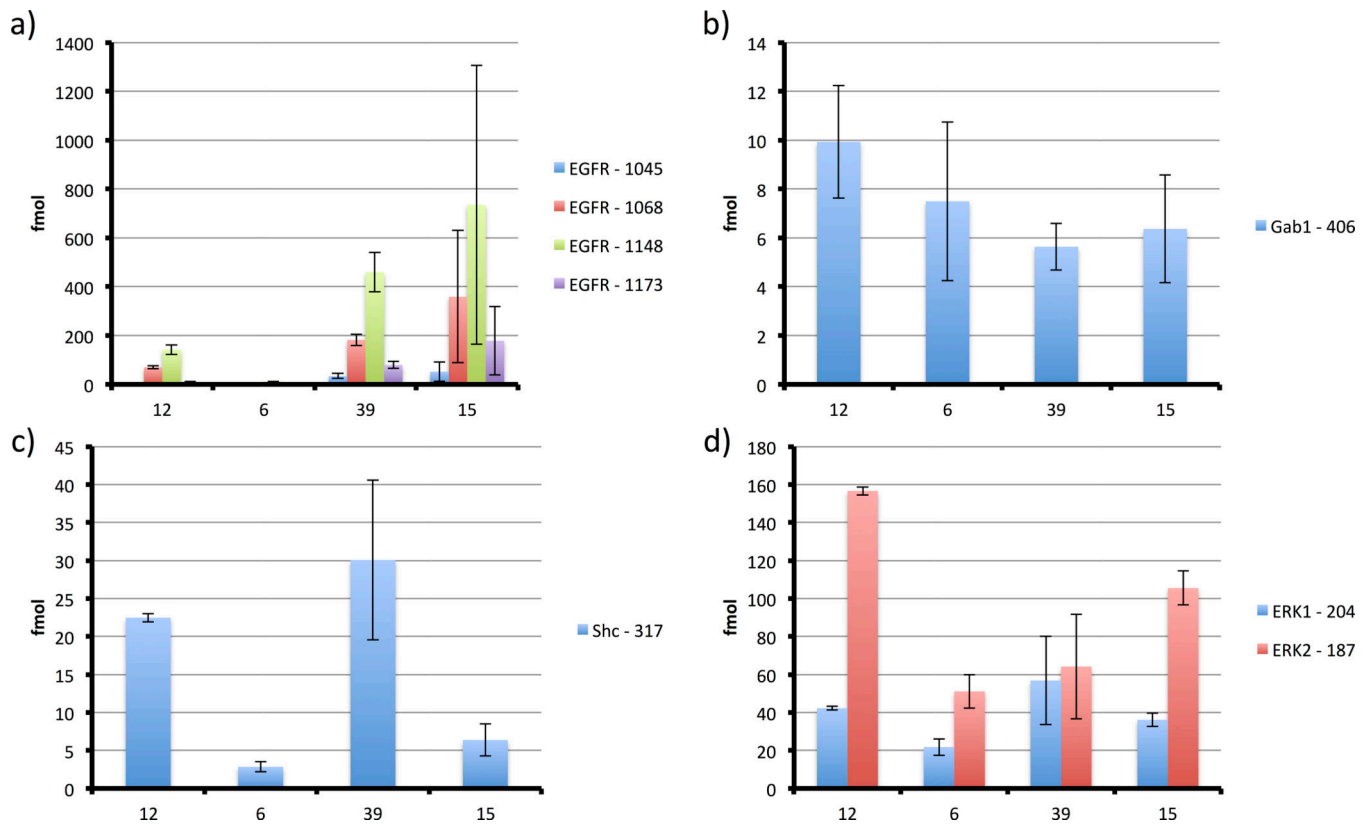 a)
1400
1200
1000
800
600
400
200
0
fmol
12 6 39 15
EGFR - 1045
EGFR - 1068
EGFR - 1148
EGFR - 1173
b)
14
12
10
8
6
4
2
0
fmol
12 6 39 15
Gab1 - 406
c)
45
40
35
30
25
20
15
10
5
0
fmol
12 6 39 15
Shc - 317
d)
180
160
140
120
100
80
60
40
20
0
fmol
12 6 39 15
ERK1 - 204
ERK2 - 187